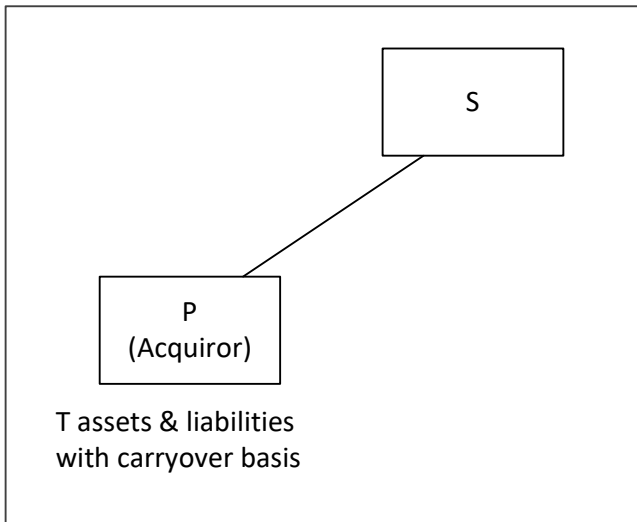 S
P
(Acquiror)
T assets & liabilities
with carryover basis